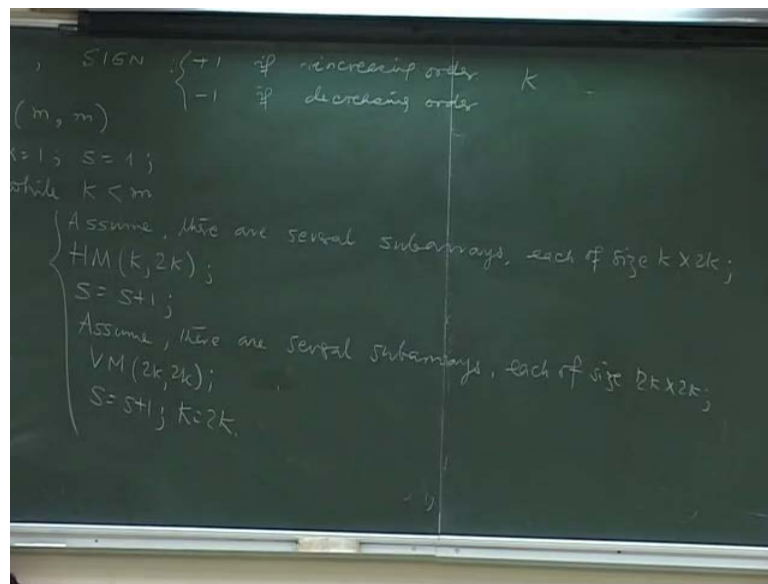 , SIGN : { +1 if increasing order K
-1 if decreasing order
(m, m)
k=1; s=1;
while k < m
{ Assume, there are several subarrays, each of size k × 2k;
HM(k, 2k);
s = s+1;
Assume, there are several subarrays, each of size 2k×2k;
VM(2k, 2k);
s = s+1; k=2k.